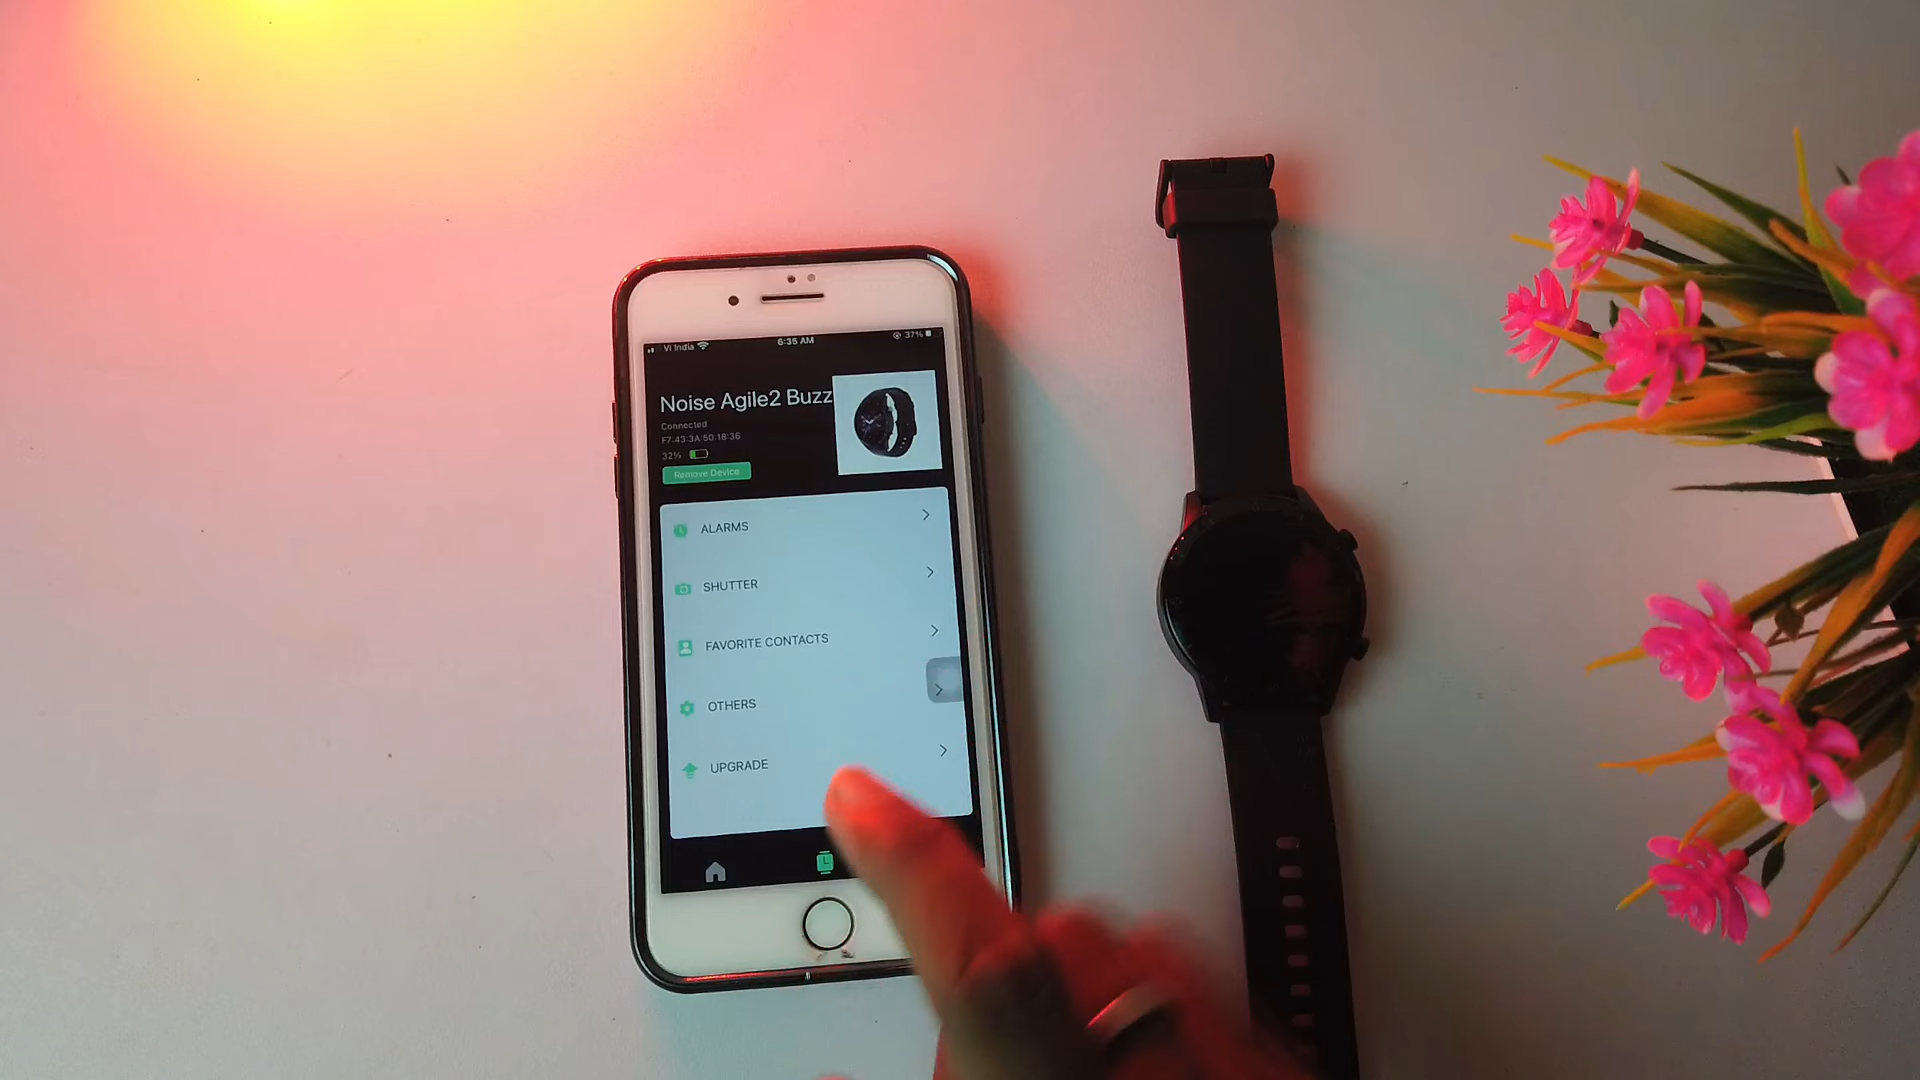 Vi India
6:35 AM
37%
Noise Agile2 Buzz
Connected
F7:43:3A:50:18:36
32%
Remove Device
ALARMS
SHUTTER
FAVORITE CONTACTS
OTHERS
UPGRADE